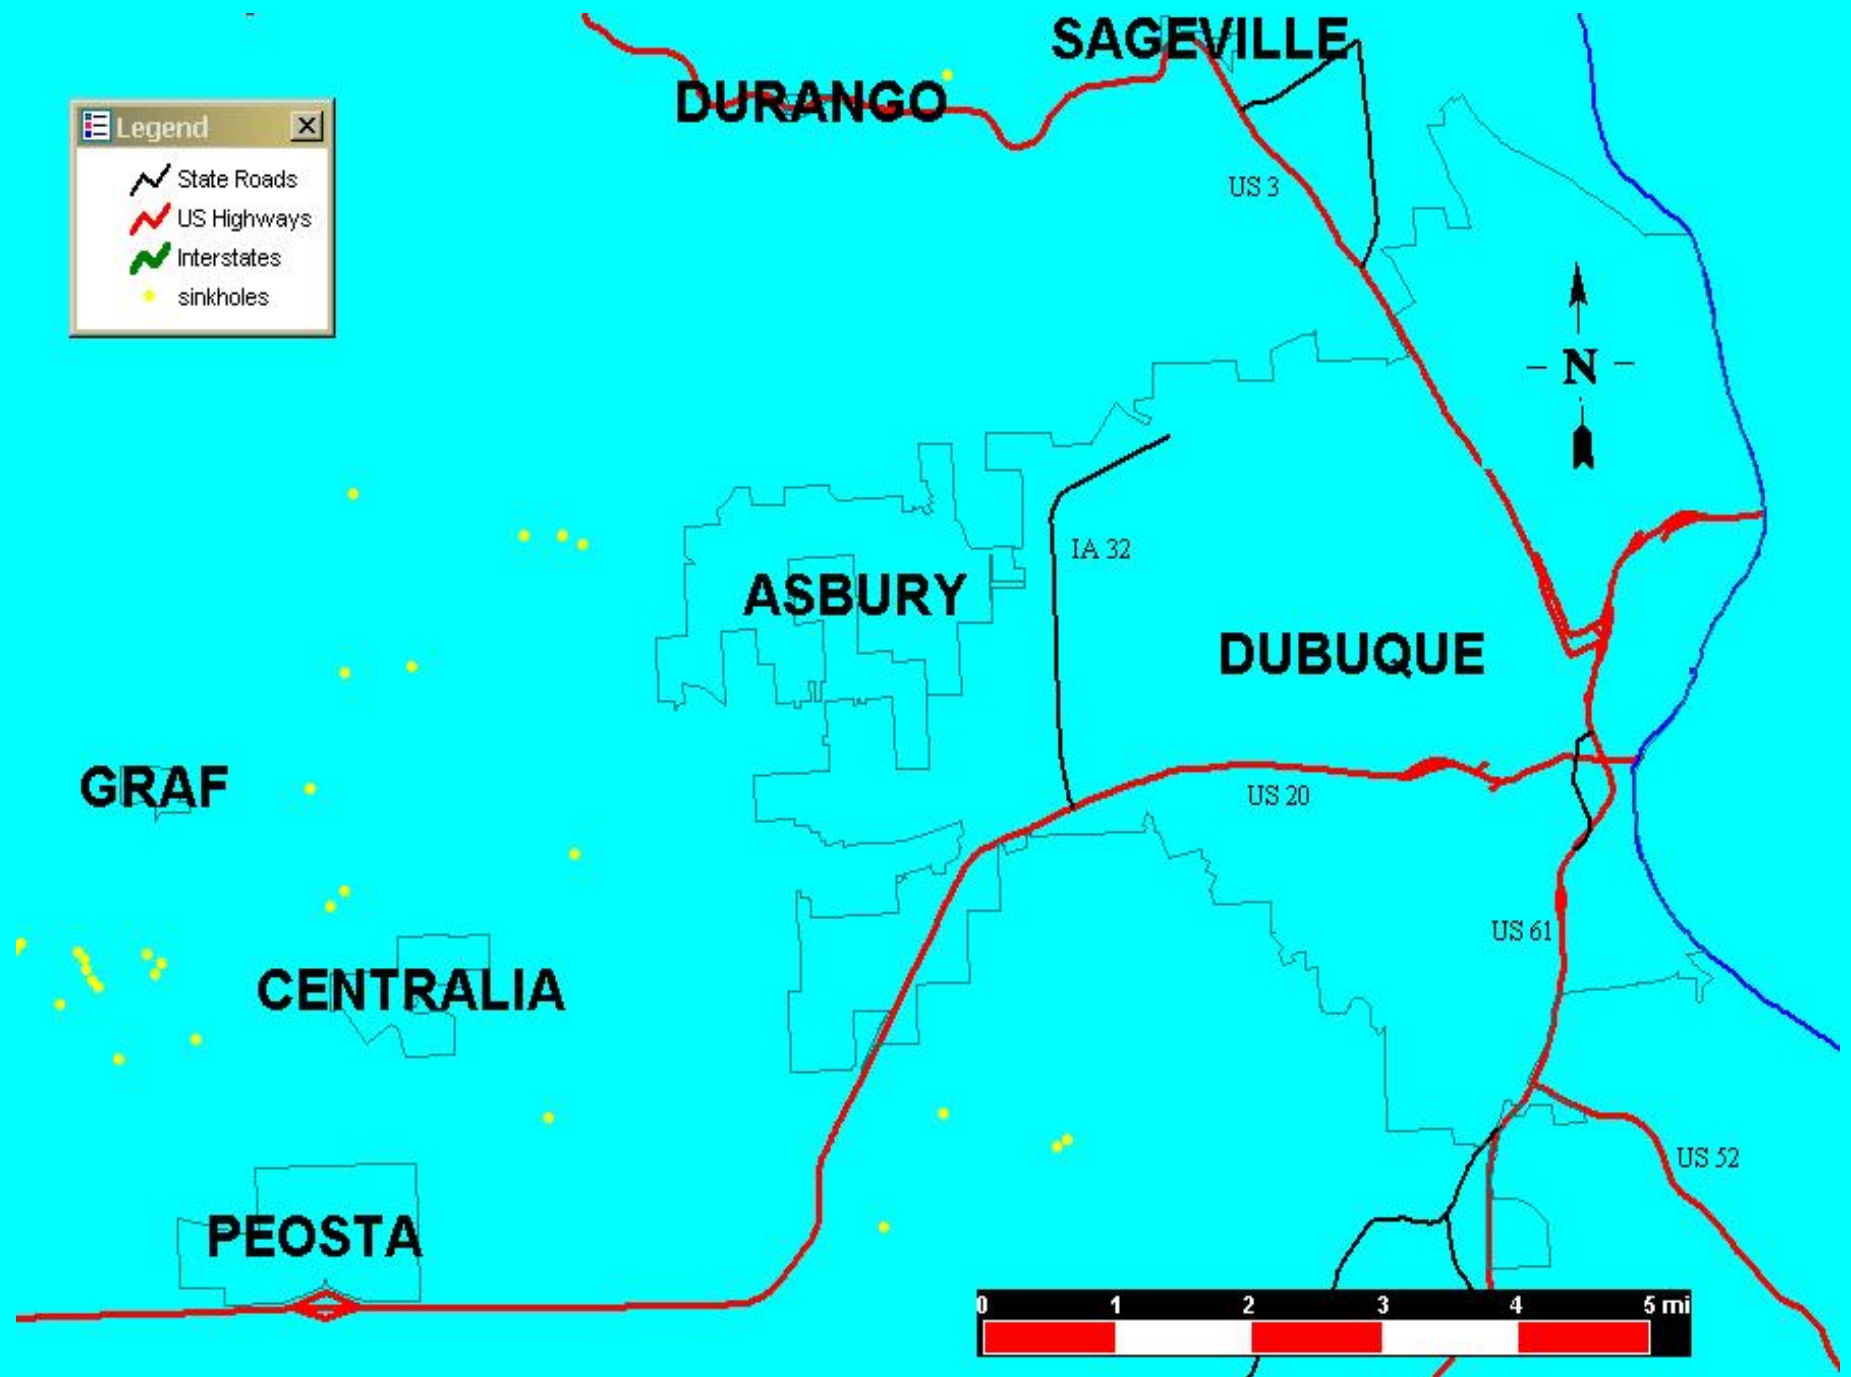 SAGEVILLE
DURANGO
Legend
State Roads
US Highways
Interstates
sinkholes
US 3
N
IA 32
ASBURY
DUBUQUE
GRAF
US 20
US 61
CENTRALIA
US 52
PEOSTA
0 1 2 3 4 5 mi